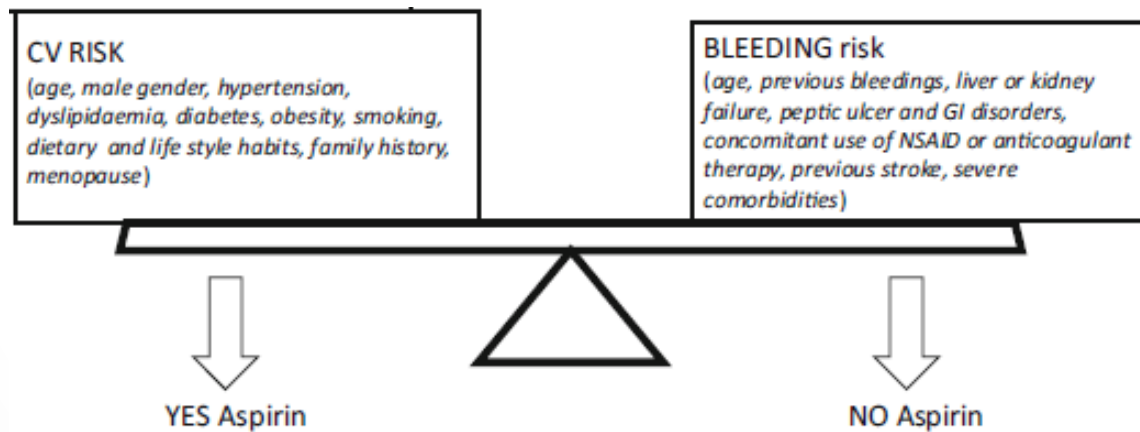 CV RISK
(age, male gender, hypertension,
dyslipidaemia, diabetes, obesity, smoking,
dietary and life style habits, family history,
menopause)
BLEEDING risk
(age, previous bleedings, liver or kidney
failure, peptic ulcer and GI disorders,
concomitant use of NSAID or anticoagulant
therapy, previous stroke, severe
comorbidities)
YES Aspirin
NO Aspirin